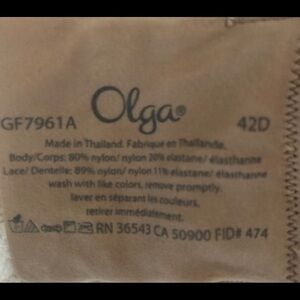 Olga®
GF7961A 42D
Made in Thailand. Fabriqué en Thaïlande.
Body/Corps: 80% nylon/ nylon 20% elastane/ élasthanne
Lace/ Dentelle: 89% nylon/ nylon 11% elastane/ élasthanne
wash with like colors, remove promptly.
laver en séparant les couleurs,
retirer immédiatement.
RN 36543 CA 50900 FID# 474